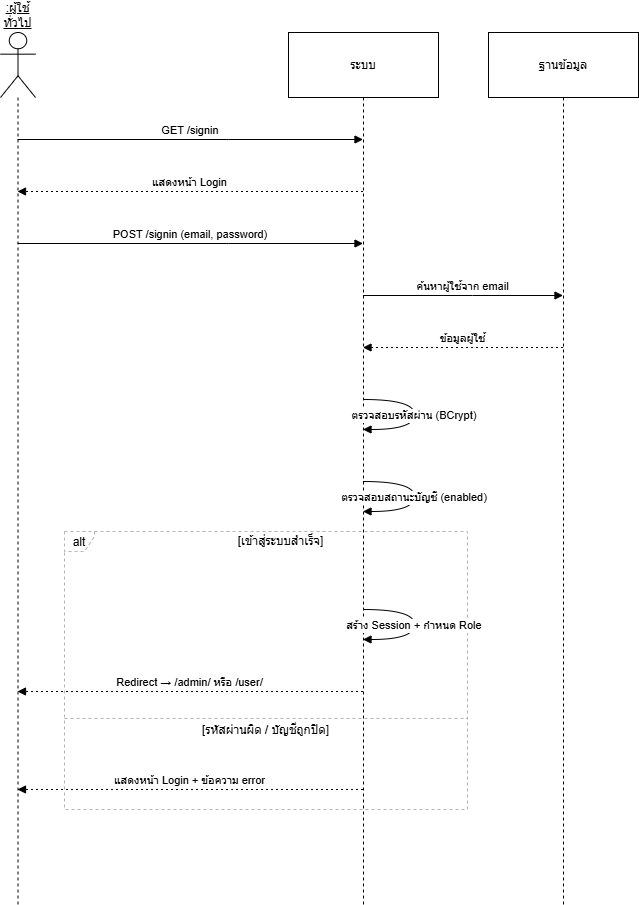 :ผู้ใช้
ทั่วไป
ระบบ
ฐานข้อมูล
GET /signin
แสดงหน้า Login
POST /signin (email, password)
ค้นหาผู้ใช้จาก email
ข้อมูลผู้ใช้
ตรวจสอบรหัสผ่าน (BCrypt)
ตรวจสอบสถานะบัญชี (enabled)
alt
[เข้าสู่ระบบสำเร็จ]
สร้าง Session + กำหนด Role
Redirect → /admin/ หรือ /user/
[รหัสผ่านผิด / บัญชีถูกปิด]
แสดงหน้า Login + ข้อความ error